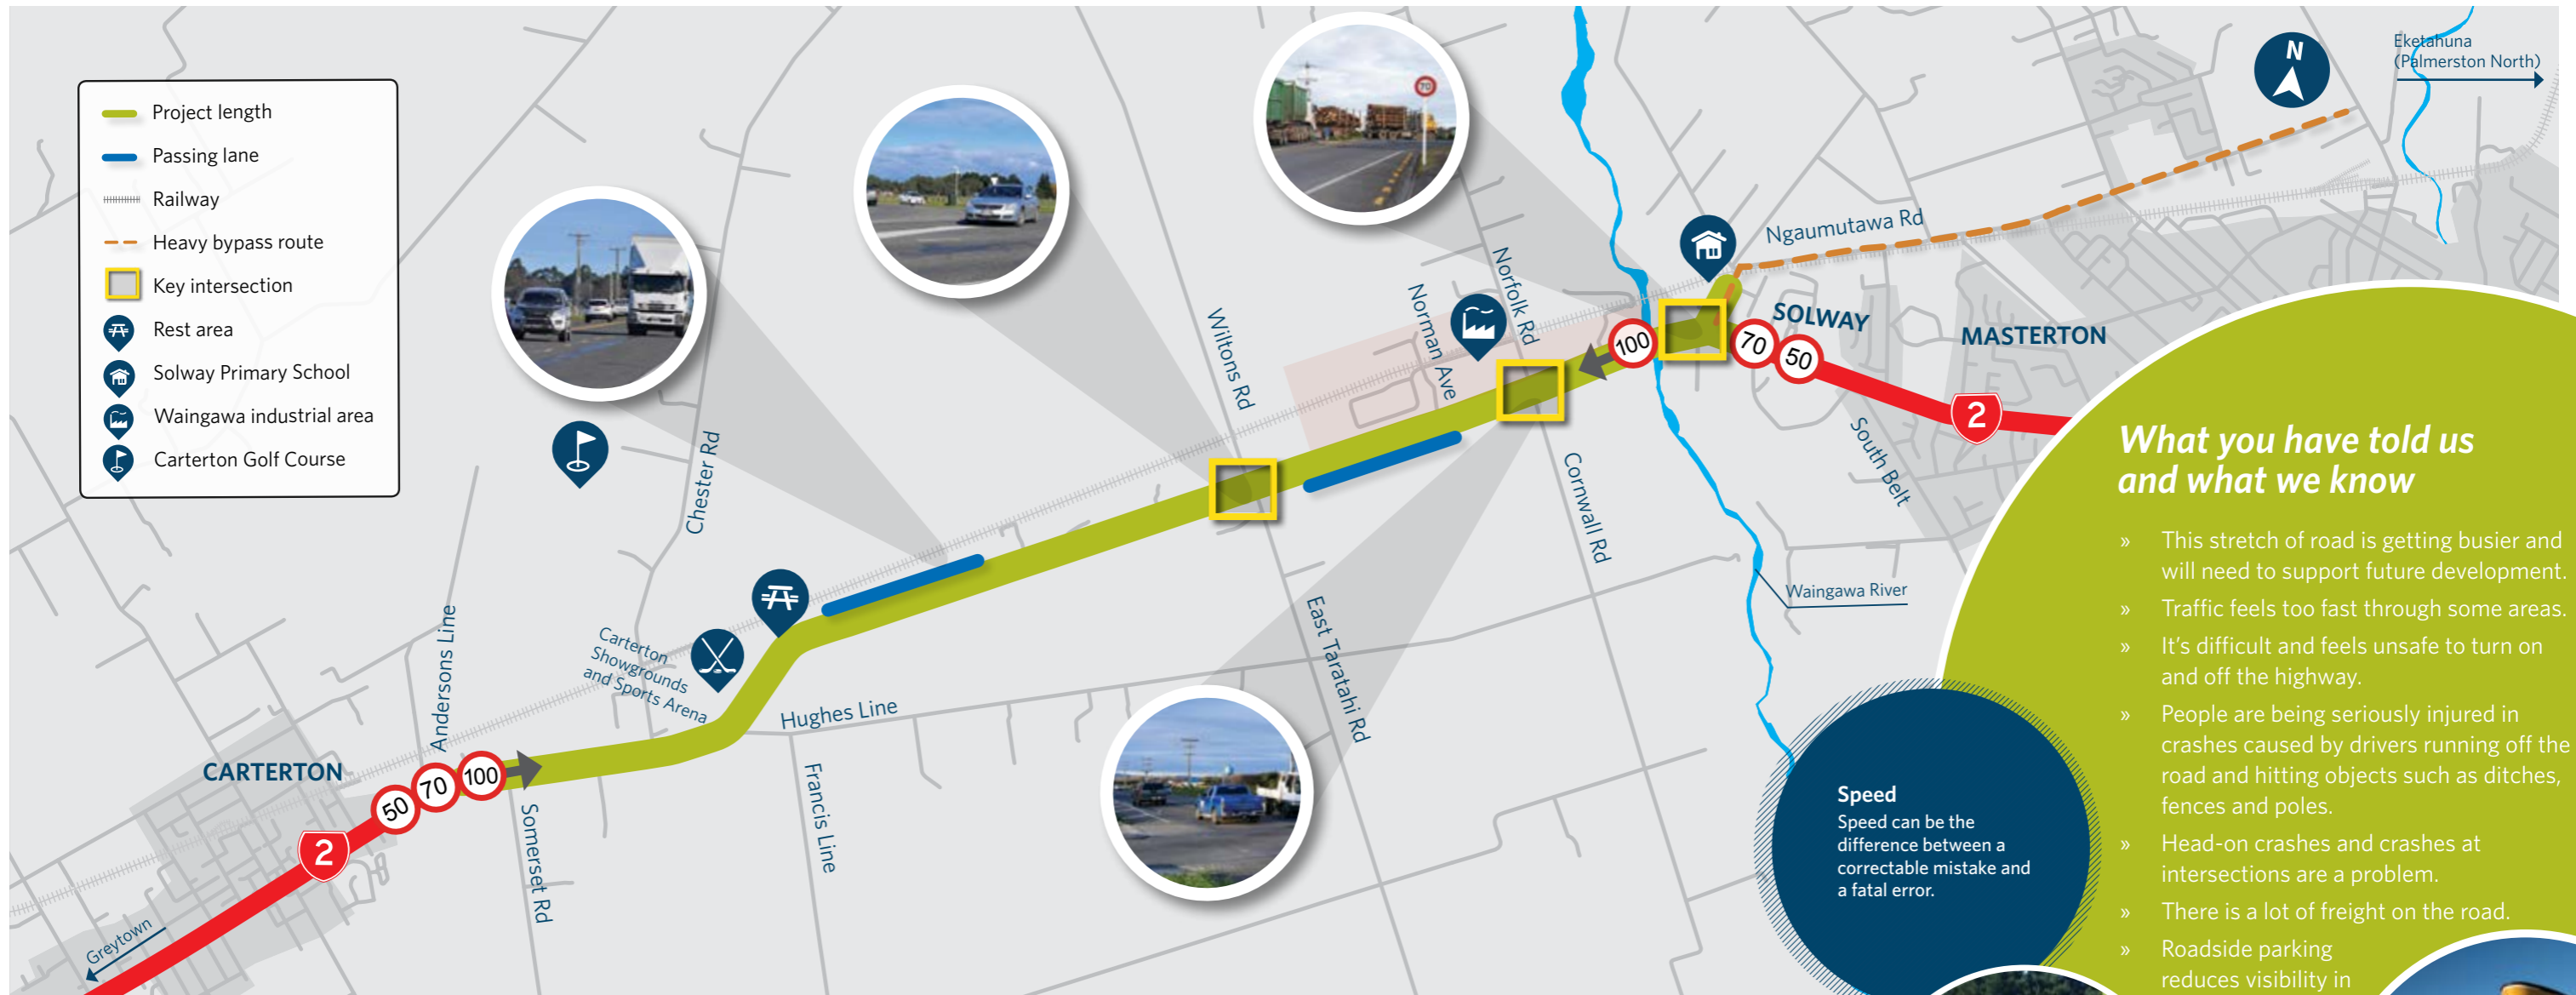 Project length
Passing lane
Railway
Heavy bypass route
Key intersection
Rest area
Solway Primary School
Waingawa industrial area
Carterton Golf Course
Eketahuna
(Palmerston North)
N
70
Ngaumutawa Rd
Norfolk Rd
Norman Ave
Wiltons Rd
SOLWAY
MASTERTON
100
70
50
2
South Belt
Chester Rd
Cornwall Rd
Waingawa River
East Taratahi Rd
Andersons Line
Carterton
Showgrounds
and Sports Arena
Hughes Line
Francis Line
CARTERTON
50
70
100
2
Somerset Rd
Greytown
What you have told us
and what we know
» This stretch of road is getting busier and
will need to support future development.
» Traffic feels too fast through some areas.
» It's difficult and feels unsafe to turn on
and off the highway.
» People are being seriously injured in
crashes caused by drivers running off the
road and hitting objects such as ditches,
fences and poles.
» Head-on crashes and crashes at
intersections are a problem.
» There is a lot of freight on the road.
» Roadside parking
reduces visibility in
Speed
Speed can be the
difference between a
correctable mistake and
a fatal error.